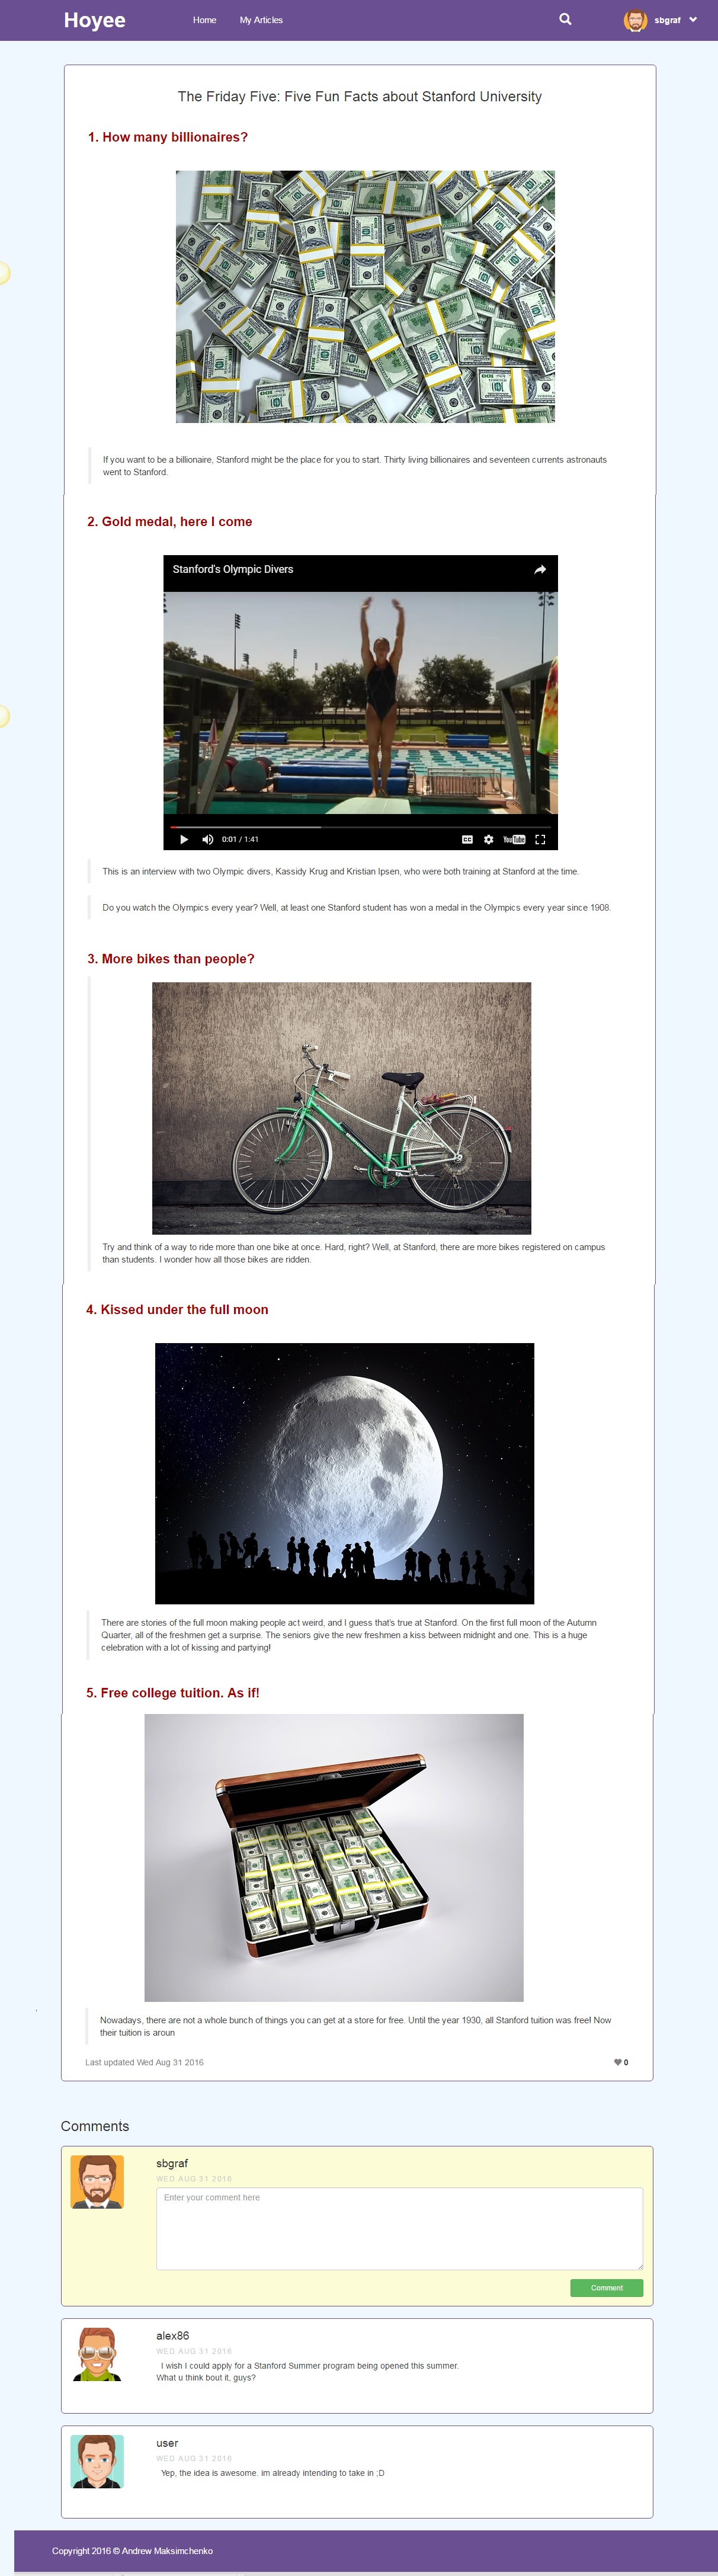 Hoyee
Home
My Articles
sbgraf
The Friday Five: Five Fun Facts about Stanford University
1. How many billionaires?
If you want to be a billionaire, Stanford might be the place for you to start. Thirty living billionaires and seventeen currents astronauts
went to Stanford.
2. Gold medal, here I come
Stanford's Olympic Divers
0:01 / 1:41
CC
YouTube
This is an interview with two Olympic divers, Kassidy Krug and Kristian Ipsen, who were both training at Stanford at the time.
Do you watch the Olympics every year? Well, at least one Stanford student has won a medal in the Olympics every year since 1908.
3. More bikes than people?
Try and think of a way to ride more than one bike at once. Hard, right? Well, at Stanford, there are more bikes registered on campus
than students. I wonder how all those bikes are ridden.
4. Kissed under the full moon
There are stories of the full moon making people act weird, and I guess that's true at Stanford. On the first full moon of the Autumn
Quarter, all of the freshmen get a surprise. The seniors give the new freshmen a kiss between midnight and one. This is a huge
celebration with a lot of kissing and partying!
5. Free college tuition. As if!
Nowadays, there are not a whole bunch of things you can get at a store for free. Until the year 1930, all Stanford tuition was free! Now
their tuition is aroun
Last updated Wed Aug 31 2016
0
Comments
sbgraf
WED AUG 31 2016
Enter your comment here
Comment
alex86
WED AUG 31 2016
I wish I could apply for a Stanford Summer program being opened this summer.
What u think bout it, guys?
user
WED AUG 31 2016
Yep, the idea is awesome. im already intending to take in ;D
Copyright 2016 © Andrew Maksimchenko